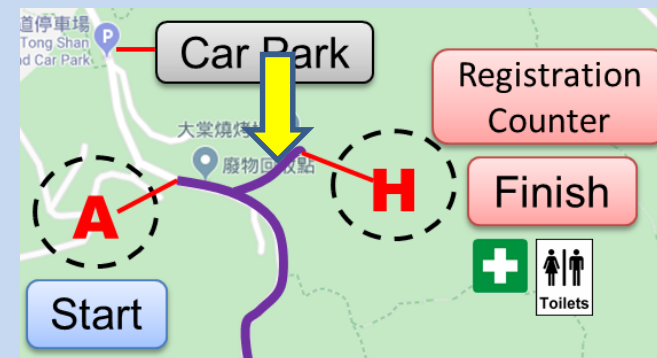 道停車場
P
Tong Shan
nd Car Park
Car Park
Registration
Counter
大棠燒烤
廢物回收點
A
H
Finish
Start
Toilets